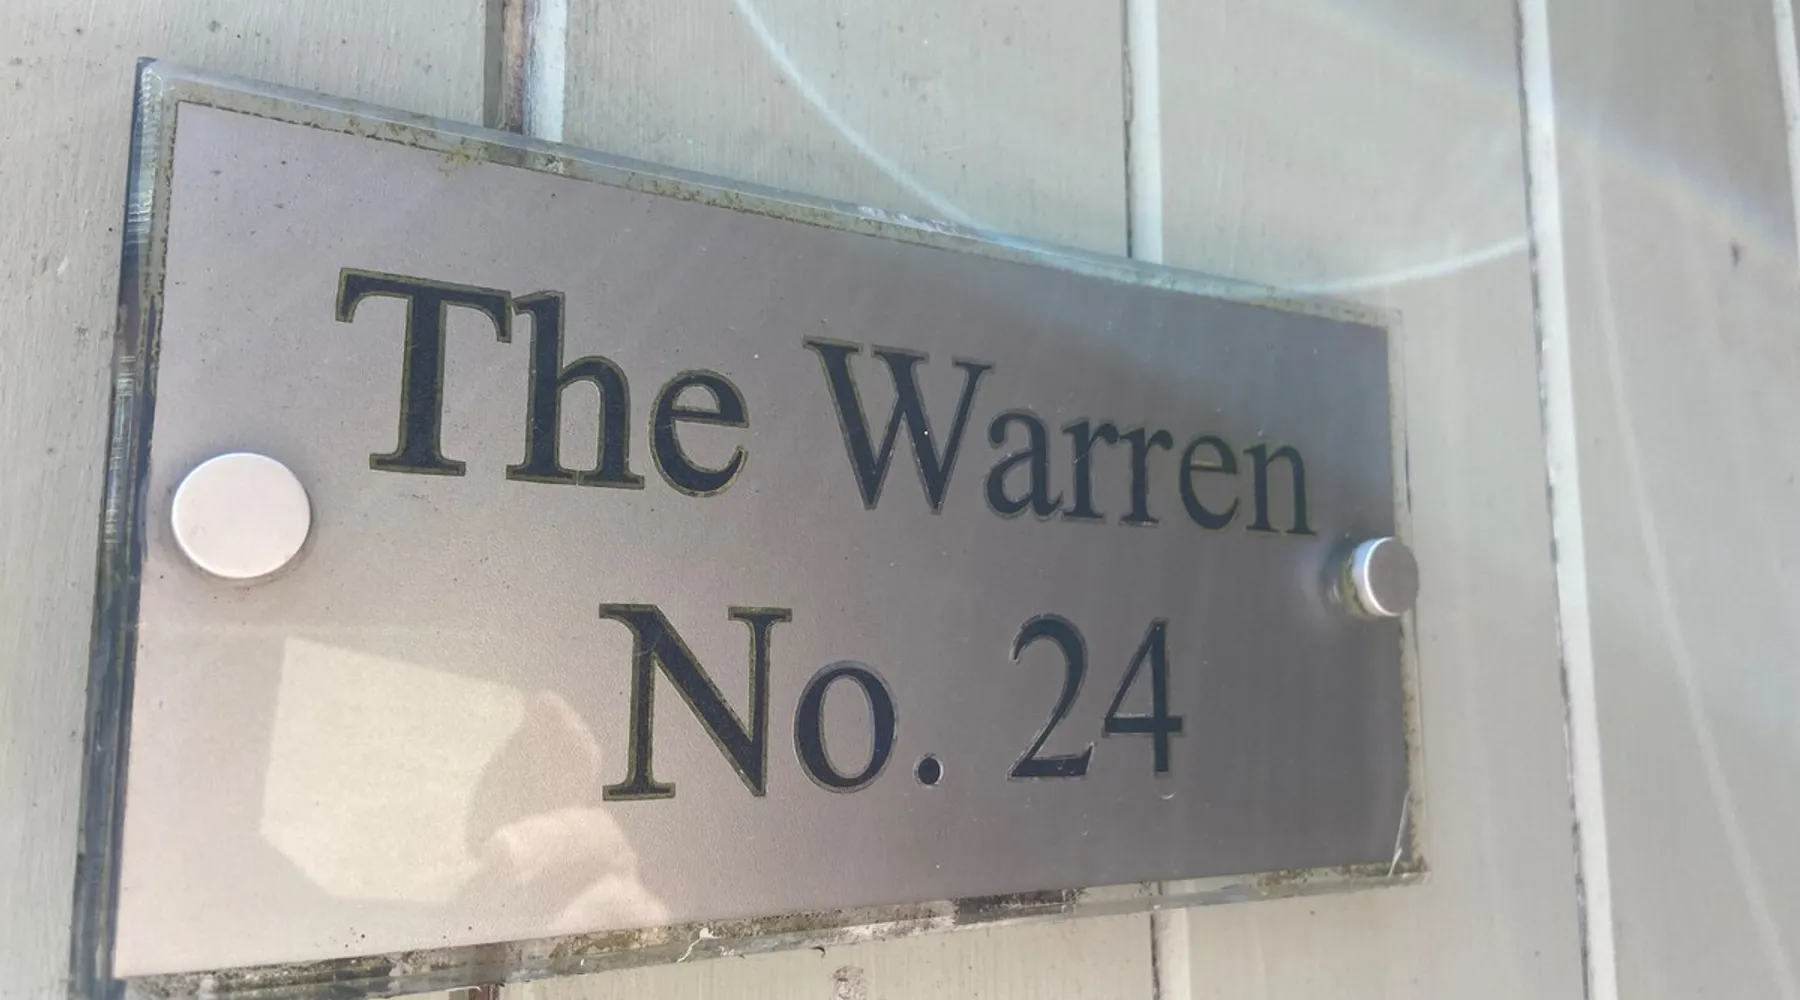 The Warren
No. 24